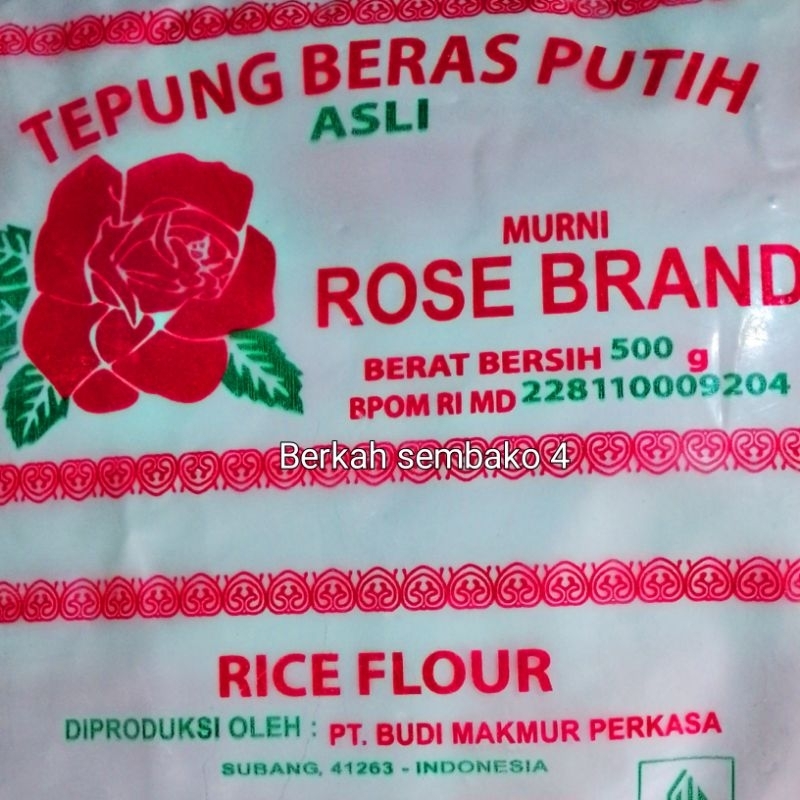 TEPUNG BERAS PUTIH
ASLI
MURNI
ROSE BRAND
BERAT BERSIH 500 g
BPOM RI MD 228110009204
Berkah sembako 4
RICE FLOUR
DIPRODUKSI OLEH : PT. BUDI MAKMUR PERKASA
SUBANG, 41263 - INDONESIA